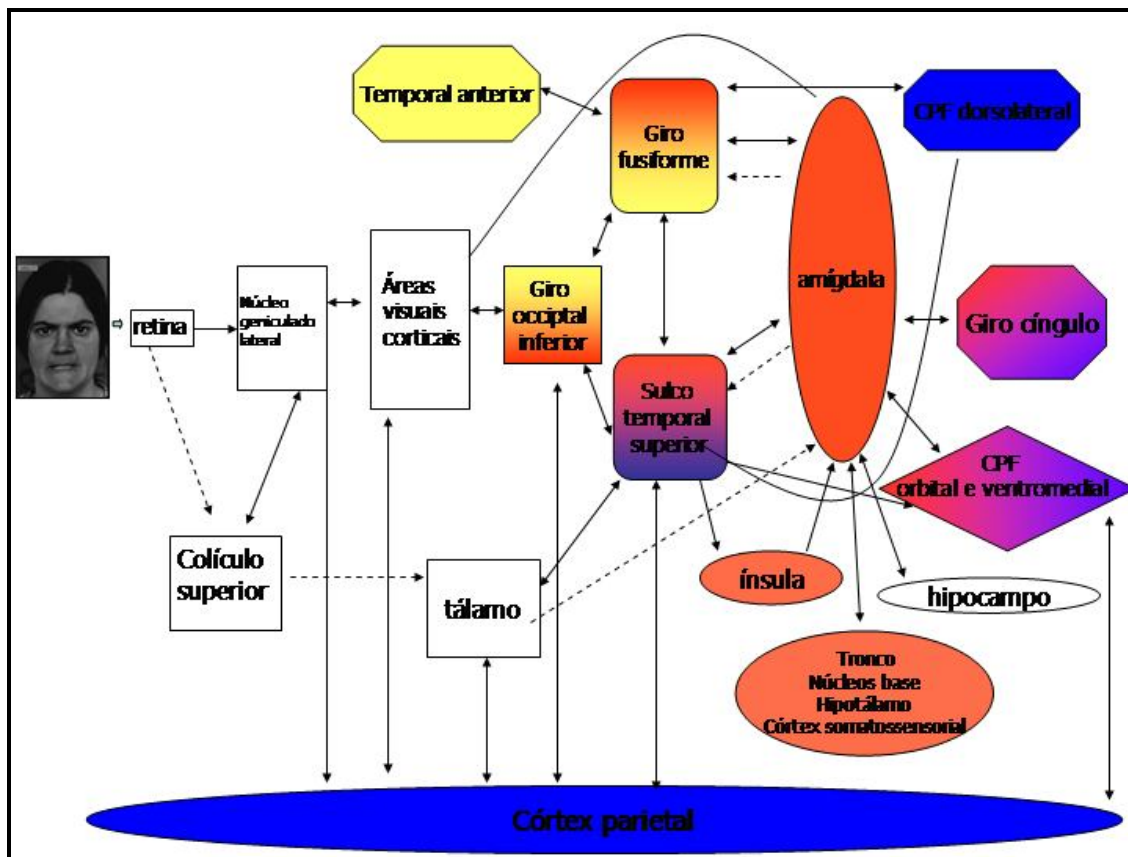 Temporal anterior
Giro
fusiforme
CPF dorsolateral
amígdala
retina
Núcleo
geniculado
lateral
Áreas
visuais
corticais
Giro
occiptal
inferior
Giro cíngulo
Sulco
temporal
superior
CPF
orbital e ventromedial
Colículo
superior
tálamo
ínsula
hipocampo
Tronco
Núcleos base
Hipotálamo
Córtex somatossensorial
Córtex parietal